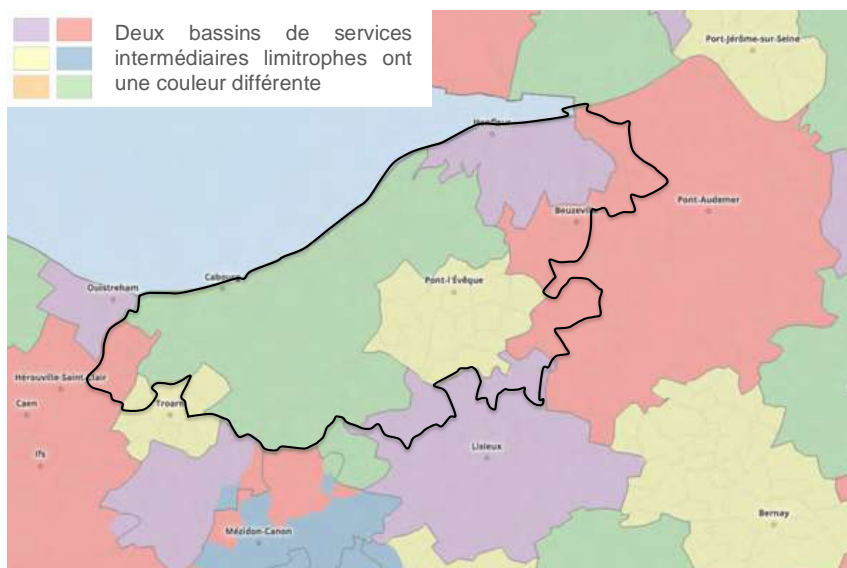 Deux bassins de services
intermédiaires limitrophes ont
une couleur différente
Port-Jérôme-sur-Seine
Honfleur
Pont-Audemer
Beuzeville
Pont-l'Évêque
Cabourg
Ouistreham
Hérouville-Saint-Clair
Troarn
Caen
Ifs
Lisieux
Mézidon-Canon
Bernay